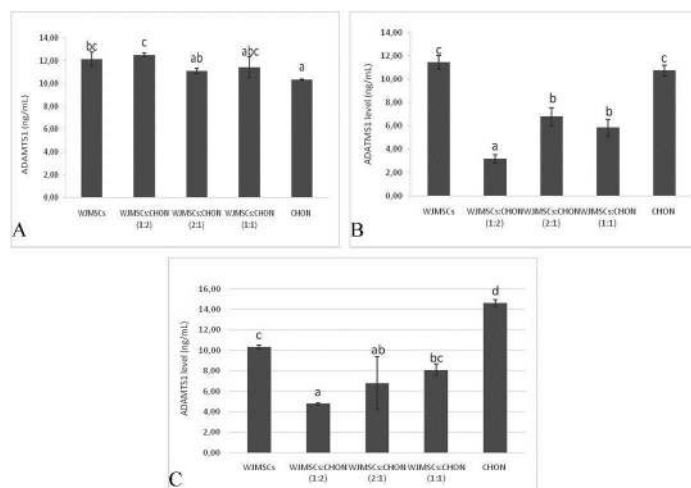 14,00
12,00
10,00
8,00
6,00
4,00
2,00
0,00
ADAMTS1 (ng/mL)
bc
c
ab
abc
a
WJMSCs
WJMSCs:CHON
(1:2)
WJMSCs:CHON
(2:1)
WJMSCs:CHON
(1:1)
CHON
A
14,00
12,00
10,00
8,00
6,00
4,00
2,00
0,00
ADATMS1 level (ng/mL)
c
a
b
b
c
WJMSCs
WJMSCs:CHON
(1:2)
WJMSCs:CHON
(2:1)
WJMSCs:CHON
(1:1)
CHON
B
16,00
14,00
12,00
10,00
8,00
6,00
4,00
2,00
0,00
ADAMTS1 level (ng/mL)
c
a
ab
bc
d
WJMSCs
WJMSCs:CHON
(1:2)
WJMSCs:CHON
(2:1)
WJMSCs:CHON
(1:1)
CHON
C